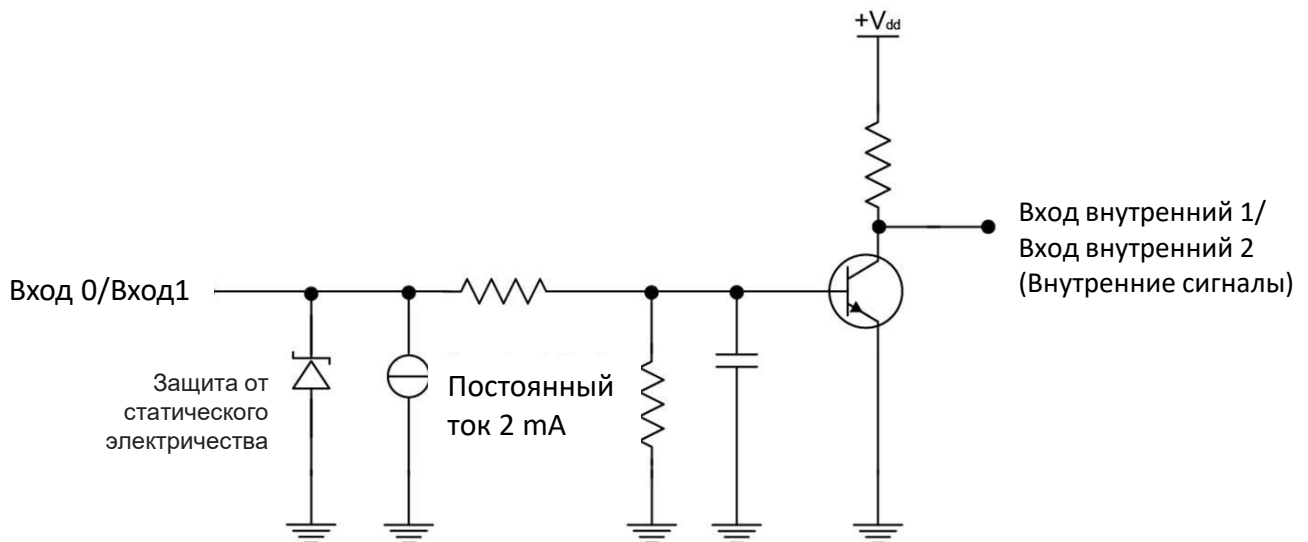 +Vdd
Вход внутренний 1/
Вход внутренний 2
(Внутренние сигналы)
Вход 0/Вход1
Защита от
статического
электричества
Постоянный
ток 2 mA